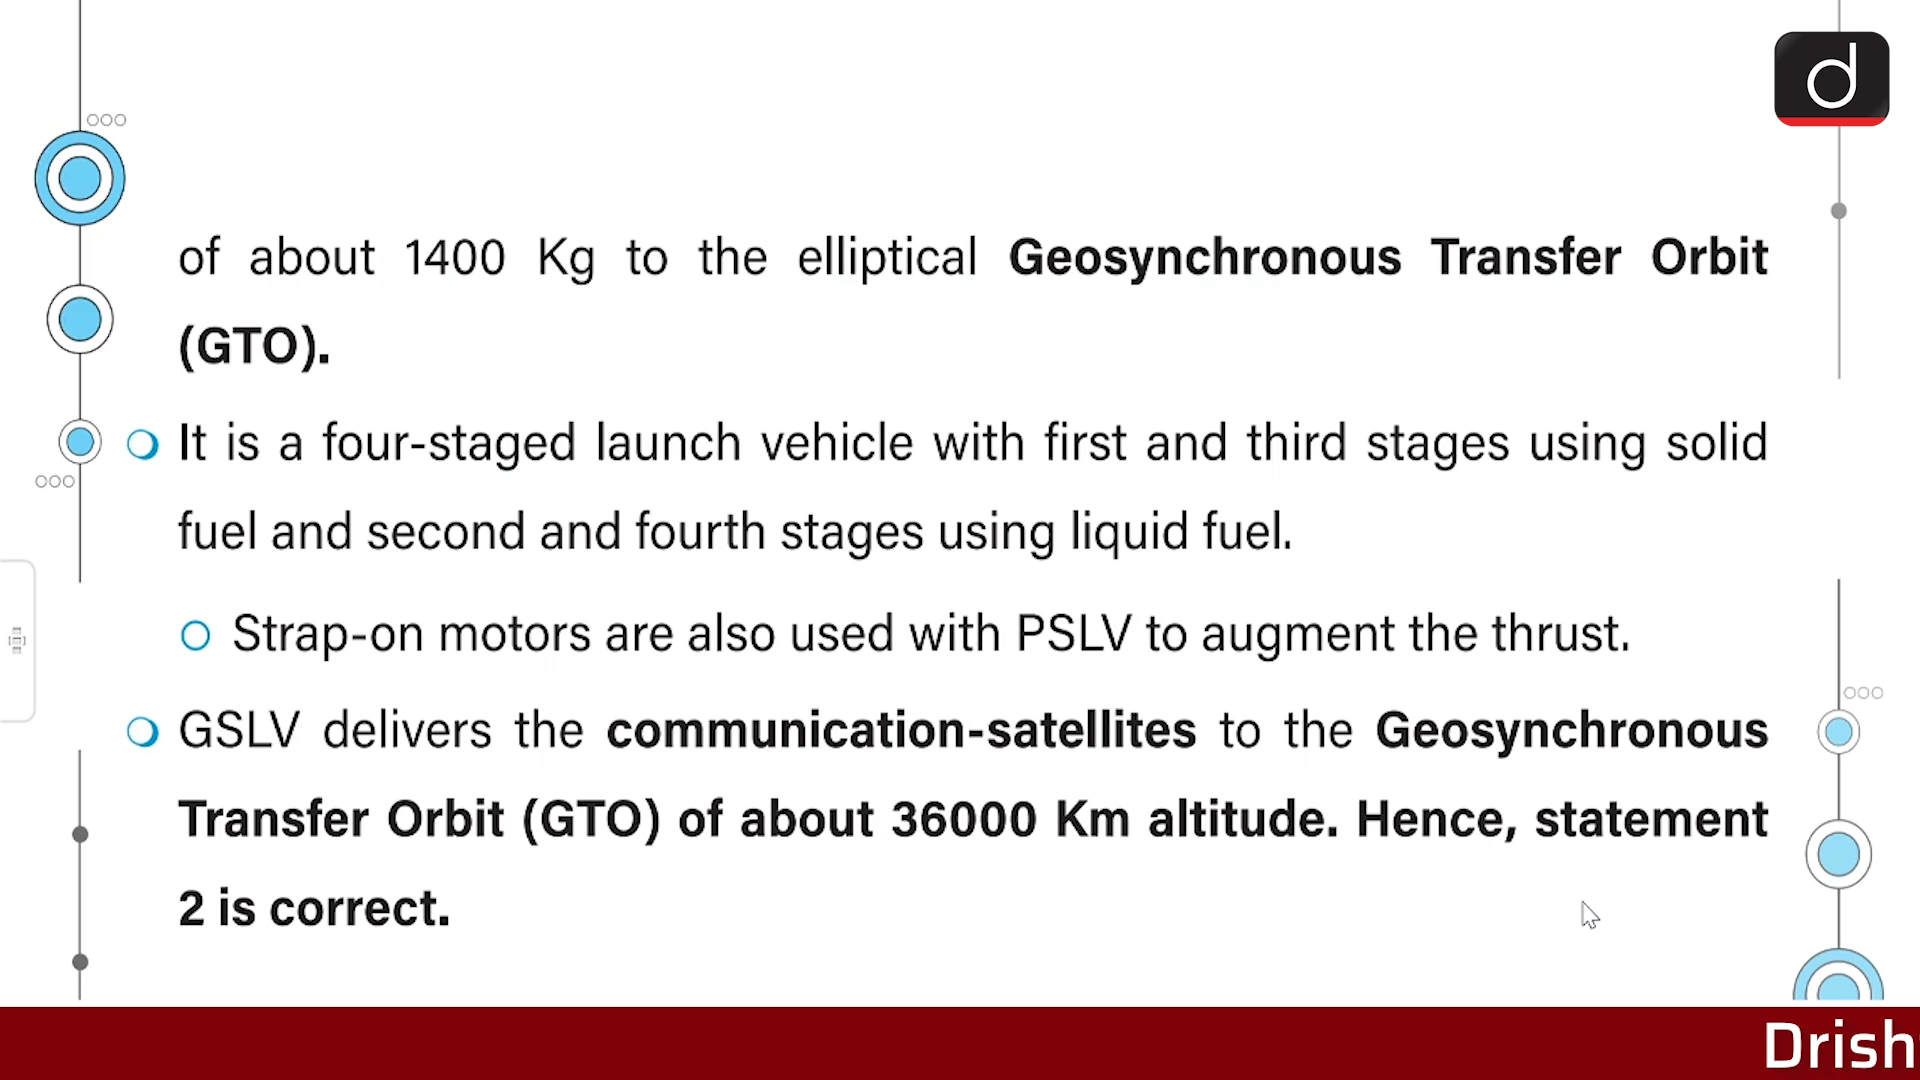 d
of about 1400 Kg to the elliptical Geosynchronous Transfer Orbit
(GTO).
It is a four-staged launch vehicle with first and third stages using solid
fuel and second and fourth stages using liquid fuel.
Strap-on motors are also used with PSLV to augment the thrust.
GSLV delivers the communication-satellites to the Geosynchronous
Transfer Orbit (GTO) of about 36000 Km altitude. Hence, statement
2 is correct.
Drish